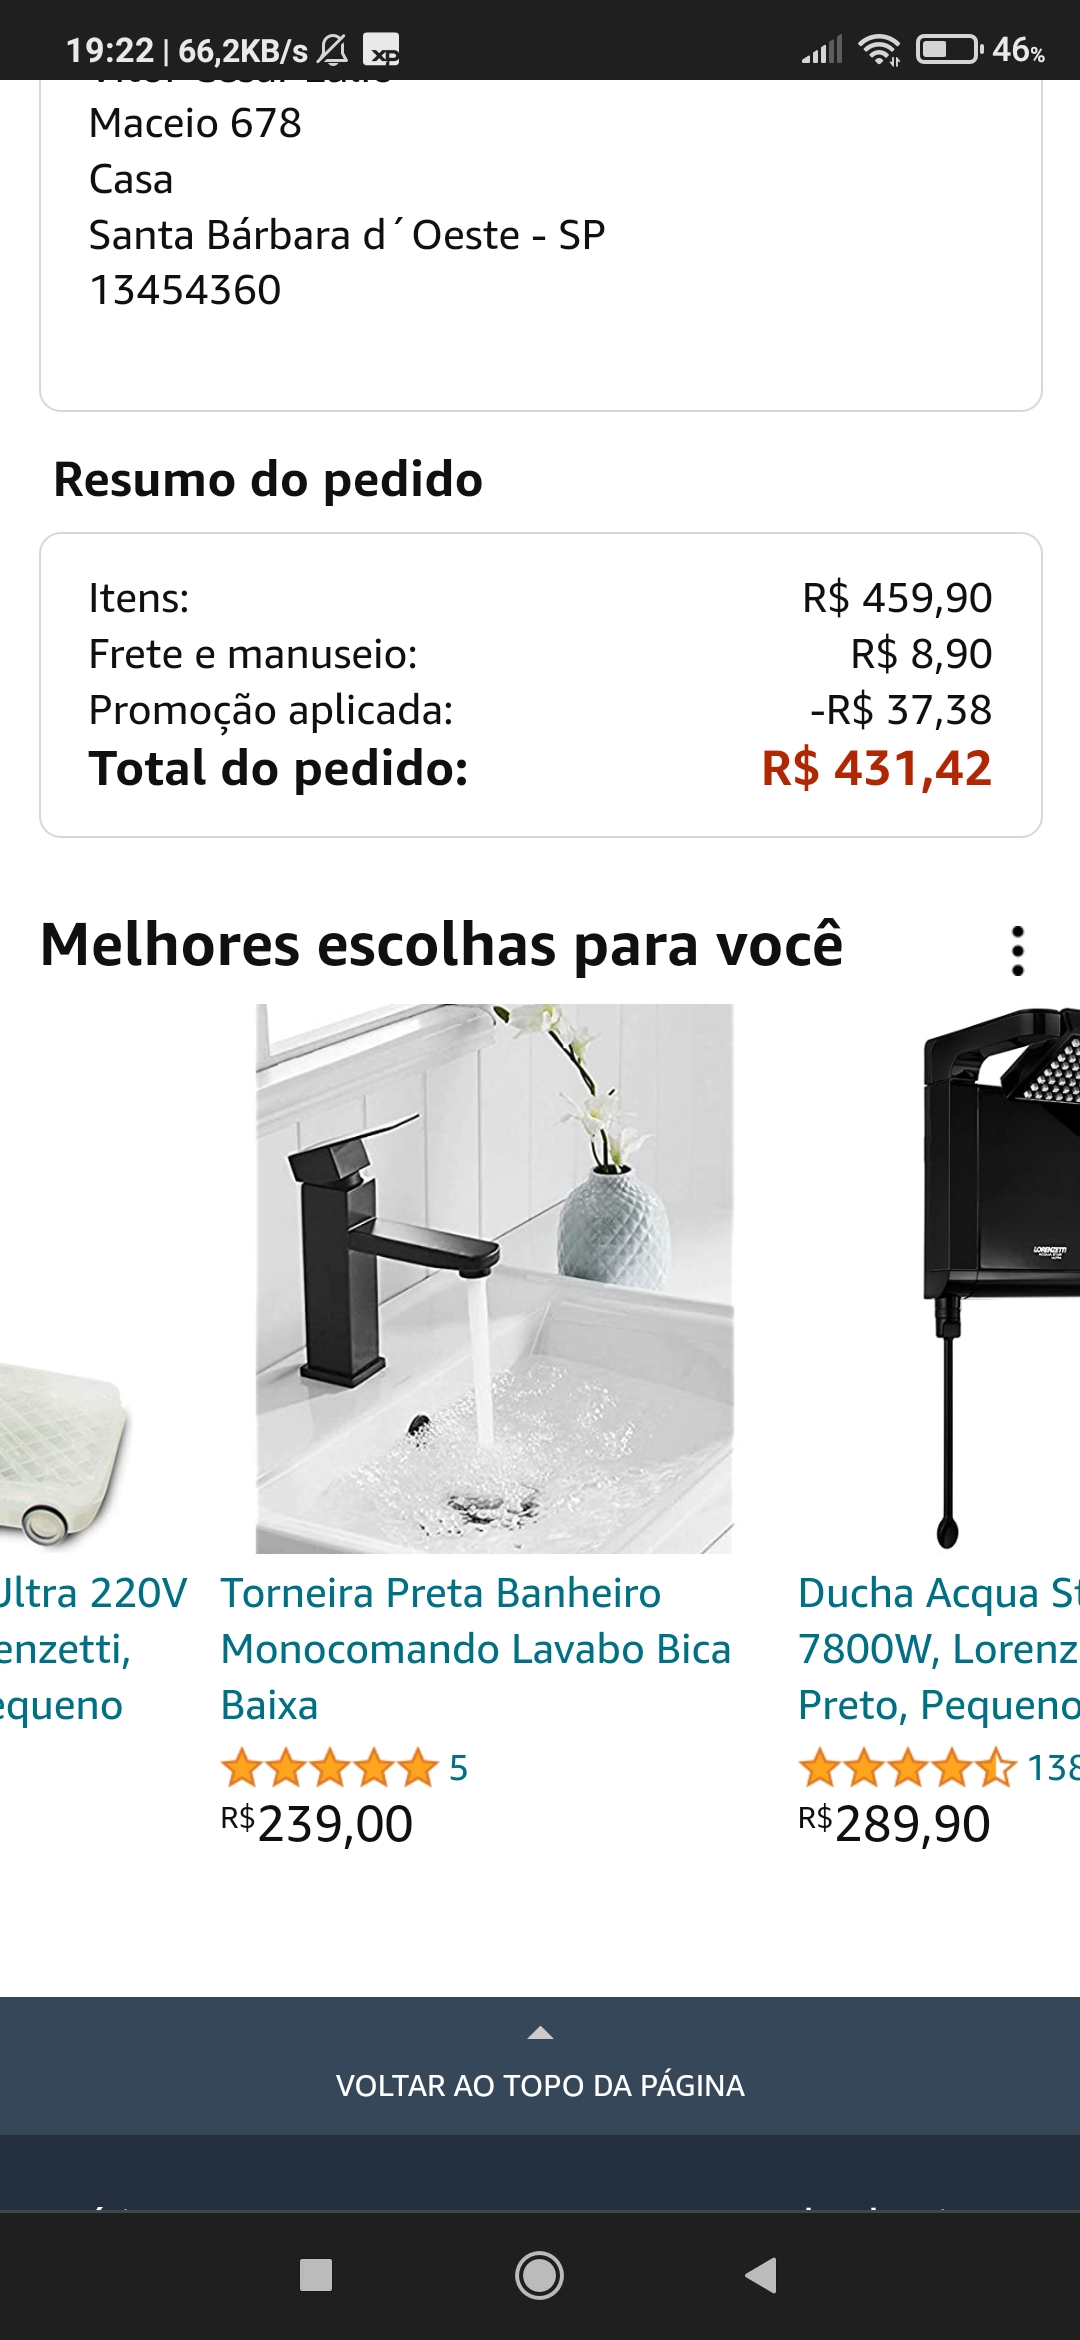 19:22 | 66,2KB/s
46%
Maceio 678
Casa
Santa Bárbara d´Oeste - SP
13454360
Resumo do pedido
Itens: R$ 459,90
Frete e manuseio: R$ 8,90
Promoção aplicada: -R$ 37,38
Total do pedido: R$ 431,42
Melhores escolhas para você
LORENZETTI
Ultra 220V
equeno
Torneira Preta Banheiro
Monocomando Lavabo Bica
Baixa
5
R$239,00
Ducha Acqua St
7800W, Lorenz
Preto, Pequeno
138
R$289,90
VOLTAR AO TOPO DA PÁGINA